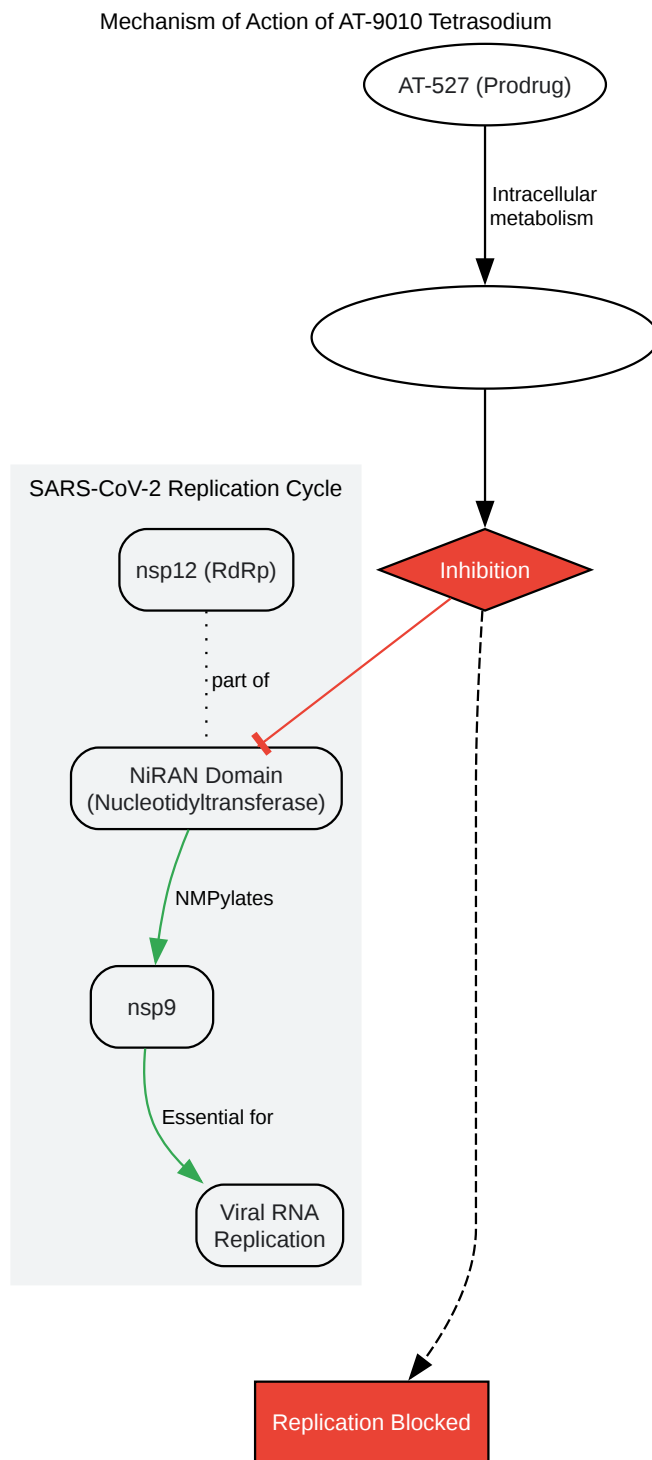 Mechanism of Action of AT-9010 Tetrasodium
AT-527 (Prodrug)
Intracellular
metabolism
SARS-CoV-2 Replication Cycle
nsp12 (RdRp)
Inhibition
part of
NiRAN Domain
(Nucleotidyltransferase)
NMPylates
nsp9
Essential for
Viral RNA
Replication
Replication Blocked